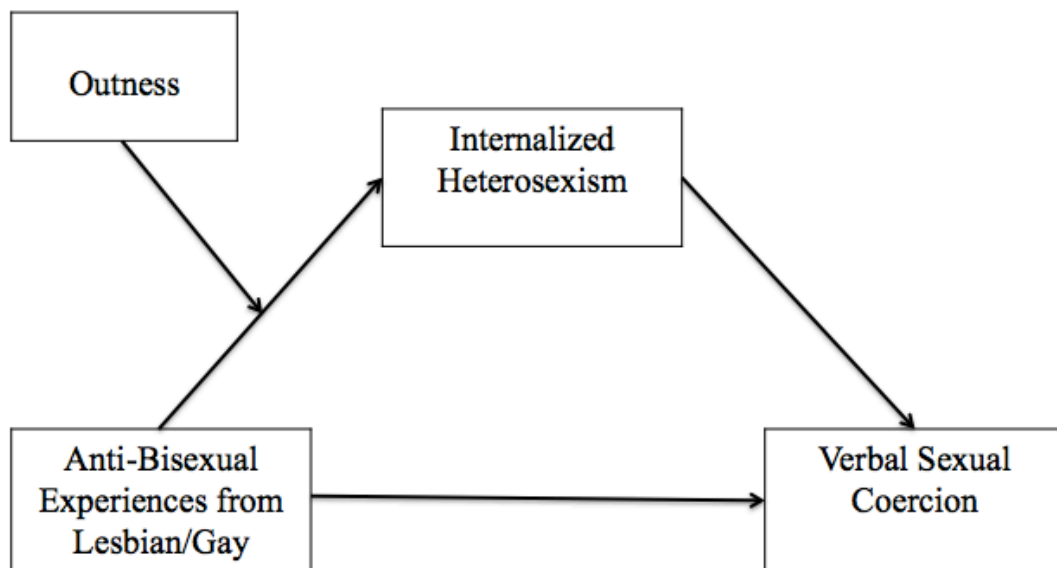 Outness
Internalized
Heterosexism
Anti-Bisexual
Experiences from
Lesbian/Gay
Verbal Sexual
Coercion